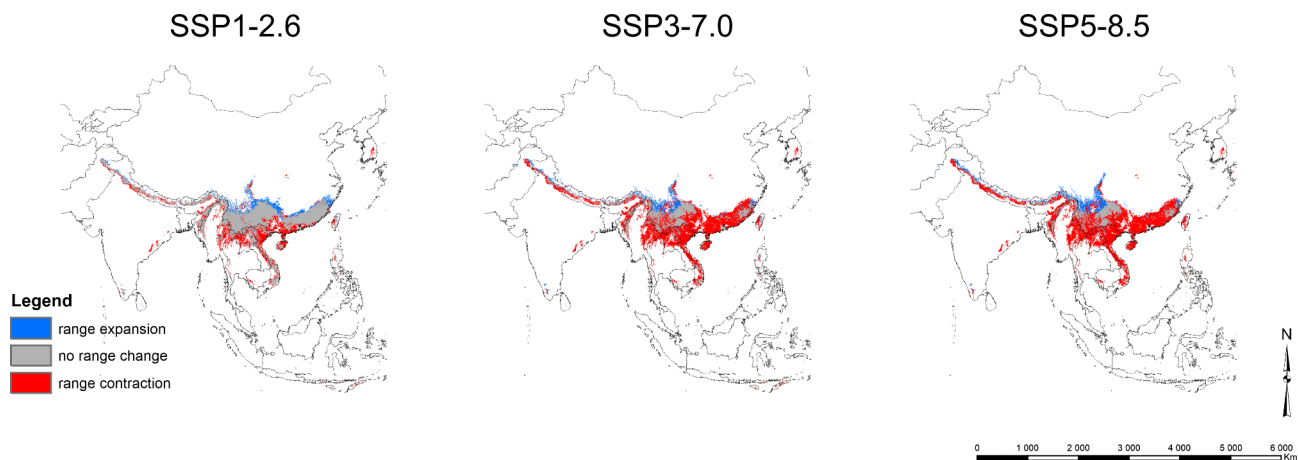 SSP1-2.6
SSP3-7.0
SSP5-8.5
Legend
range expansion
no range change
range contraction
N
0 1 000 2 000 3 000 4 000 5 000 6 000
Km